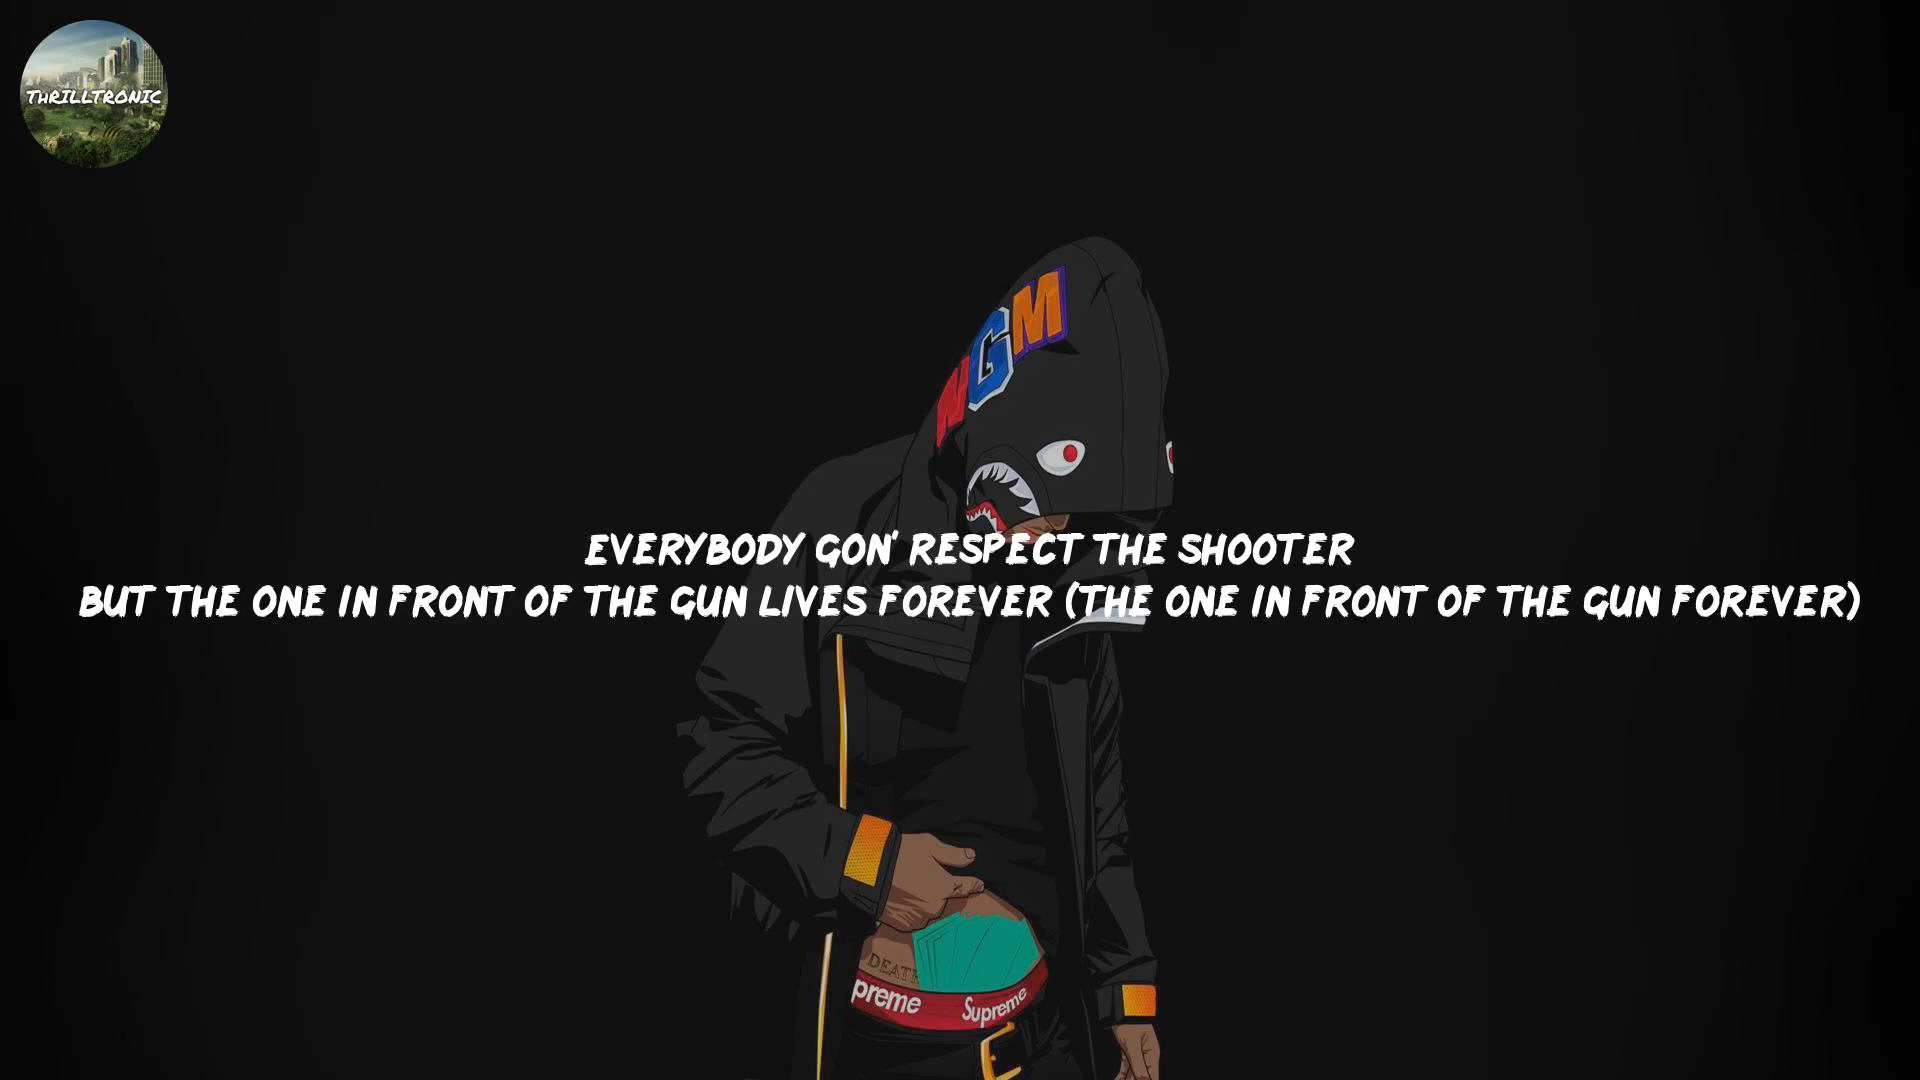 THRILLTRONIC
NGM
EVERYBODY GON' RESPECT THE SHOOTER
BUT THE ONE IN FRONT OF THE GUN LIVES FOREVER (THE ONE IN FRONT OF THE GUN FOREVER)
DEATH
preme Supreme